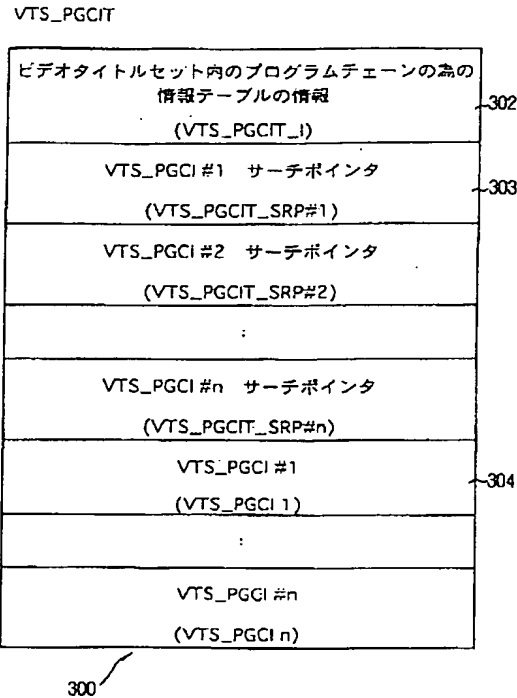 VTS_PGCIT
ビデオタイトルセット内のプログラムチェーンの為の
情報テーブルの情報
(VTS_PGCIT_I)
302
VTS_PGCI #1 サーチポインタ
(VTS_PGCIT_SRP#1)
303
VTS_PGCI #2 サーチポインタ
(VTS_PGCIT_SRP#2)
:
VTS_PGCI #n サーチポインタ
(VTS_PGCIT_SRP#n)
VTS_PGCI #1
(VTS_PGCI 1)
304
:
VTS_PGCI #n
(VTS_PGCI n)
300